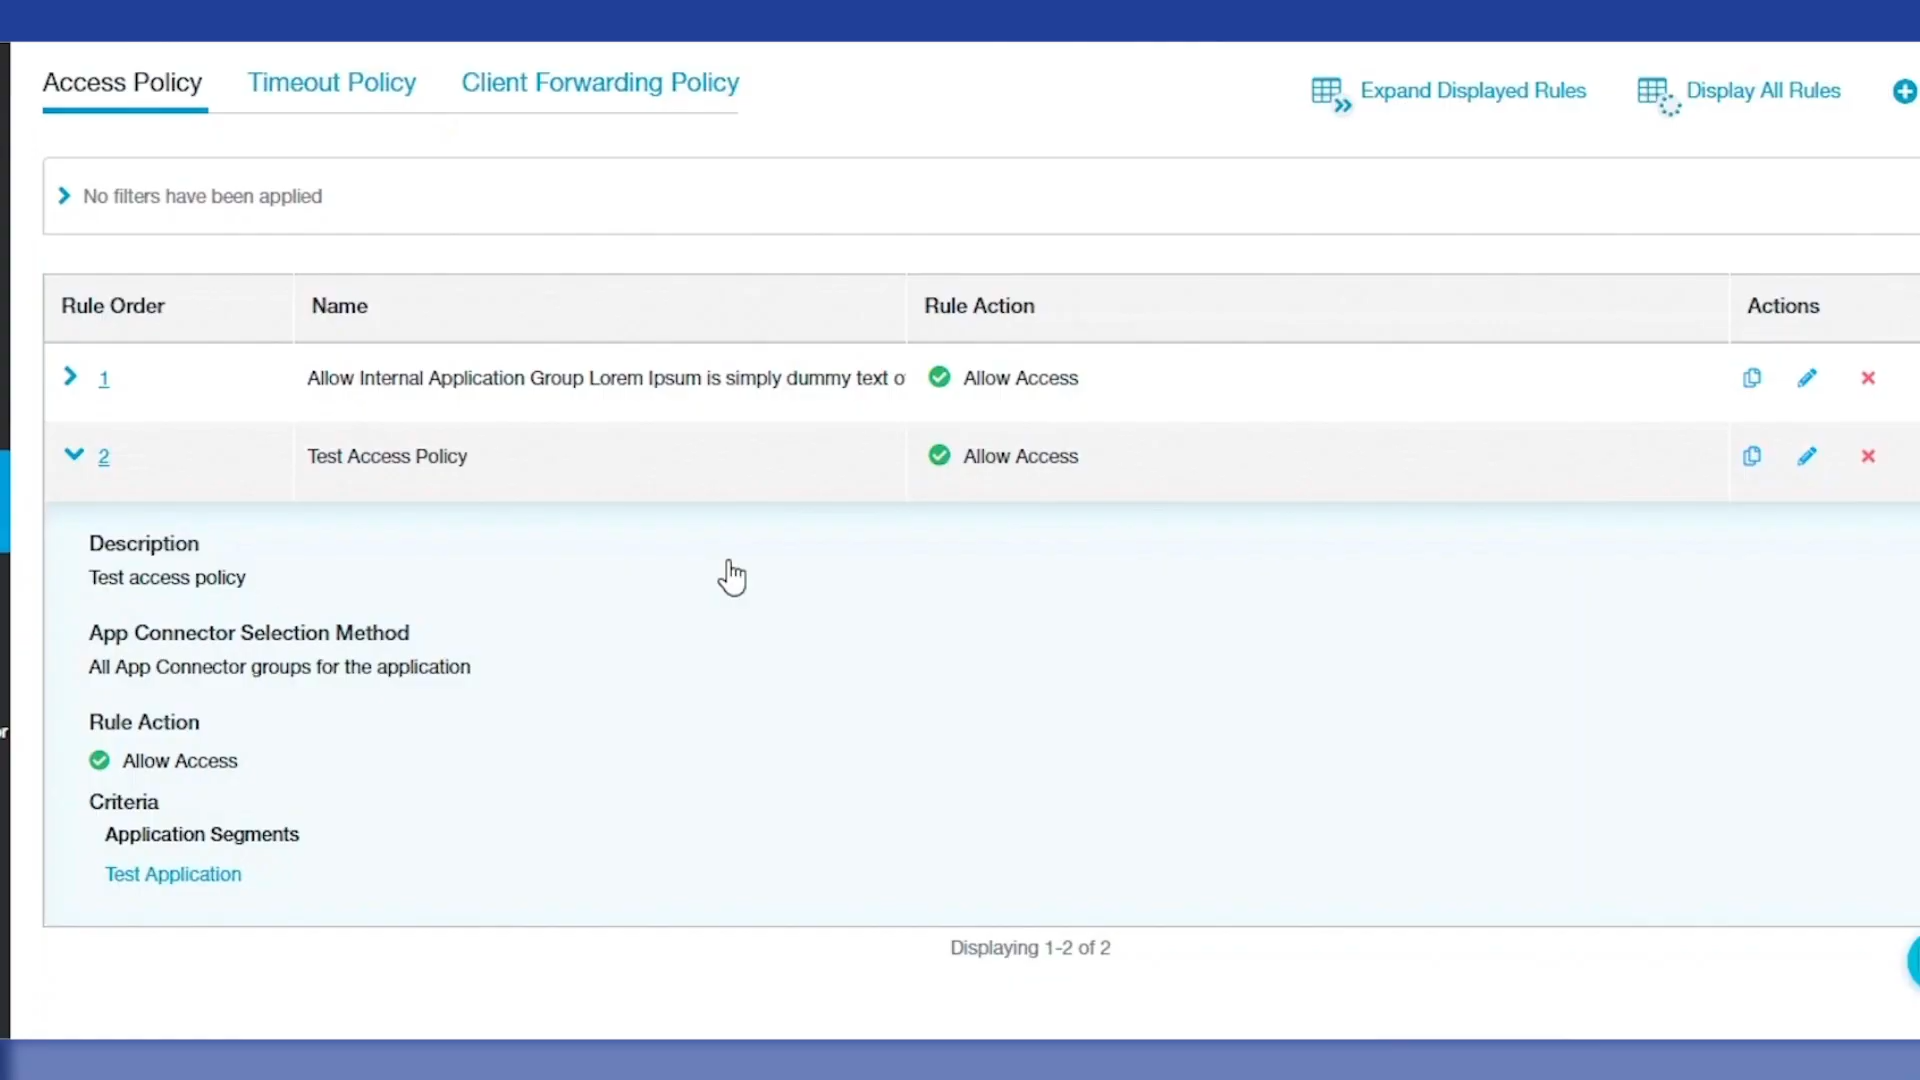 Access Policy
Timeout Policy
Client Forwarding Policy
Expand Displayed Rules
Display All Rules
No filters have been applied
Rule Order
Name
Rule Action
Actions
1
Allow Internal Application Group Lorem Ipsum is simply dummy text o
Allow Access
2
Test Access Policy
Allow Access
Description
Test access policy
App Connector Selection Method
All App Connector groups for the application
Rule Action
Allow Access
Criteria
Application Segments
Test Application
Displaying 1-2 of 2